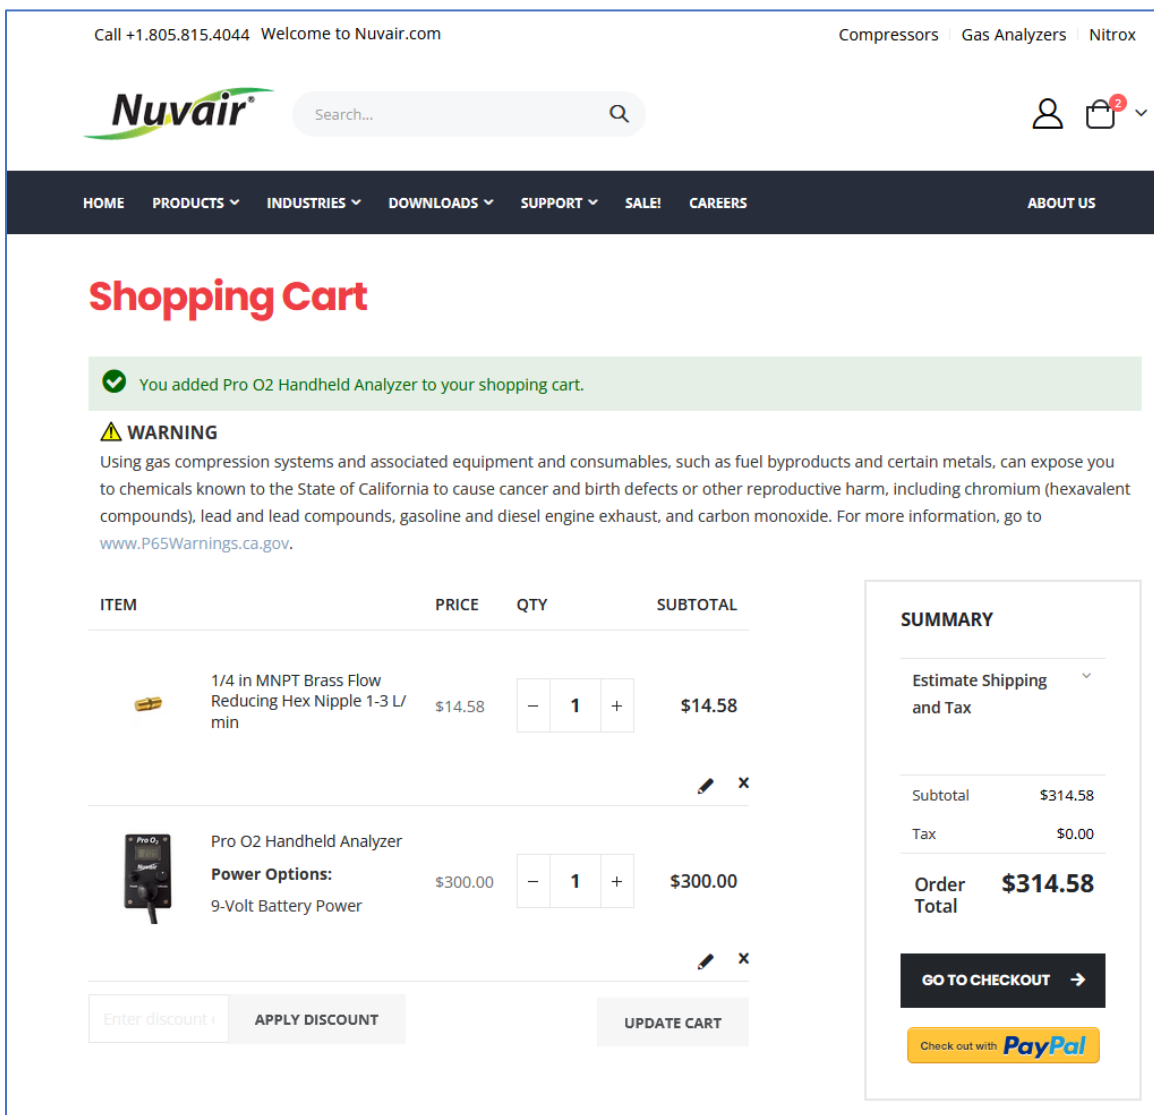 Call +1.805.815.4044 Welcome to Nuvair.com
Compressors Gas Analyzers Nitrox
Nuvair®
Search...
2
HOME PRODUCTS INDUSTRIES DOWNLOADS SUPPORT SALE! CAREERS ABOUT US
Shopping Cart
You added Pro O2 Handheld Analyzer to your shopping cart.
WARNING
Using gas compression systems and associated equipment and consumables, such as fuel byproducts and certain metals, can expose you
to chemicals known to the State of California to cause cancer and birth defects or other reproductive harm, including chromium (hexavalent
compounds), lead and lead compounds, gasoline and diesel engine exhaust, and carbon monoxide. For more information, go to
www.P65Warnings.ca.gov.
ITEM PRICE QTY SUBTOTAL
1/4 in MNPT Brass Flow
Reducing Hex Nipple 1-3 L/
min
$14.58 − 1 + $14.58
Pro O2
Nuvair
Pro O2 Handheld Analyzer
Power Options:
9-Volt Battery Power
$300.00 − 1 + $300.00
Enter discount
APPLY DISCOUNT
UPDATE CART
SUMMARY
Estimate Shipping
and Tax
Subtotal $314.58
Tax $0.00
Order
Total
$314.58
GO TO CHECKOUT
Check out with PayPal